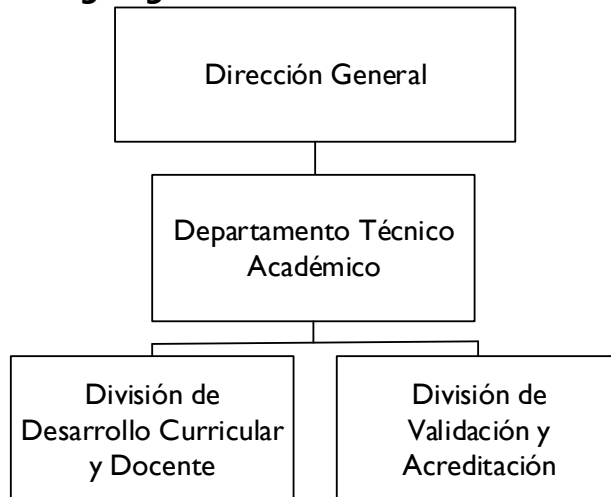 Dirección General
Departamento Técnico
Académico
División de
Desarrollo Curricular
y Docente
División de
Validación y
Acreditación